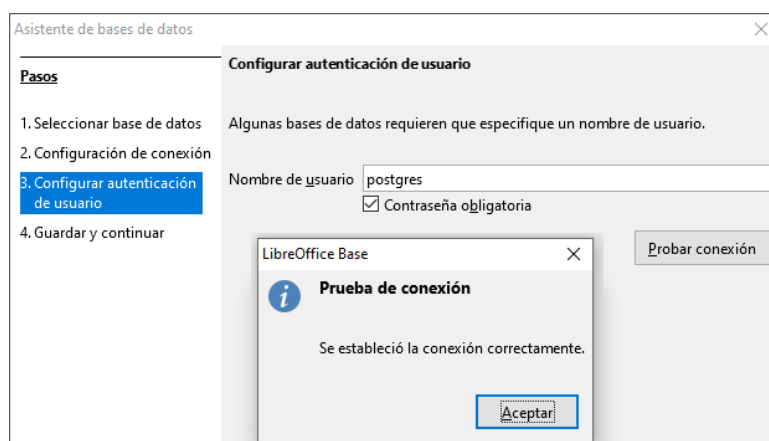 Asistente de bases de datos
Pasos
1. Seleccionar base de datos
2. Configuración de conexión
3. Configurar autenticación
de usuario
4. Guardar y continuar
Configurar autenticación de usuario
Algunas bases de datos requieren que especifique un nombre de usuario.
Nombre de usuario postgres
Contraseña obligatoria
Probar conexión
LibreOffice Base
Prueba de conexión
Se estableció la conexión correctamente.
Aceptar